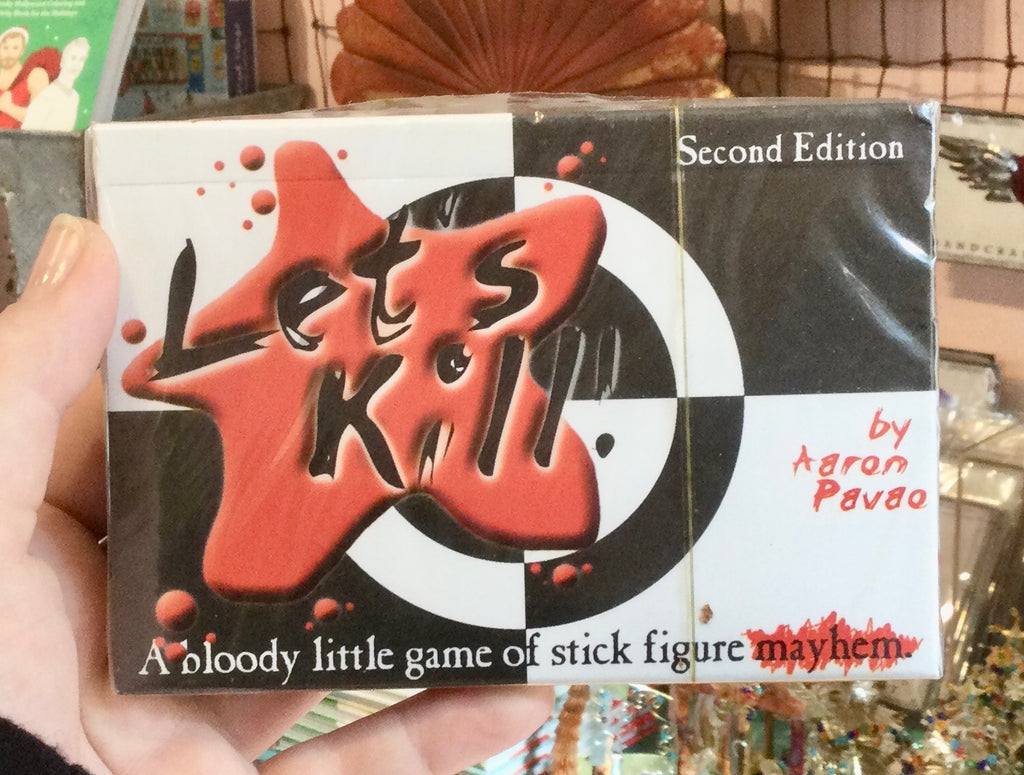 Second Edition
Let's
Kill.
by
Aaron
Pavao
A bloody little game of stick figure mayhem.